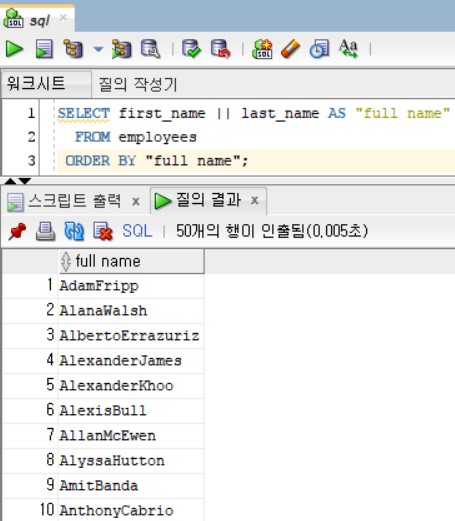 sql
워크시트 질의 작성기
1 SELECT first_name || last_name AS "full name"
2 FROM employees
3 ORDER BY "full name";
스크립트 출력 x 질의 결과 x
SQL | 50개의 행이 인출됨(0,005초)
full name
1 AdamFripp
2 AlanaWalsh
3 AlbertoErrazuriz
4 AlexanderJames
5 AlexanderKhoo
6 AlexisBull
7 AllanMcEwen
8 AlyssaHutton
9 AmitBanda
10 AnthonyCabrio